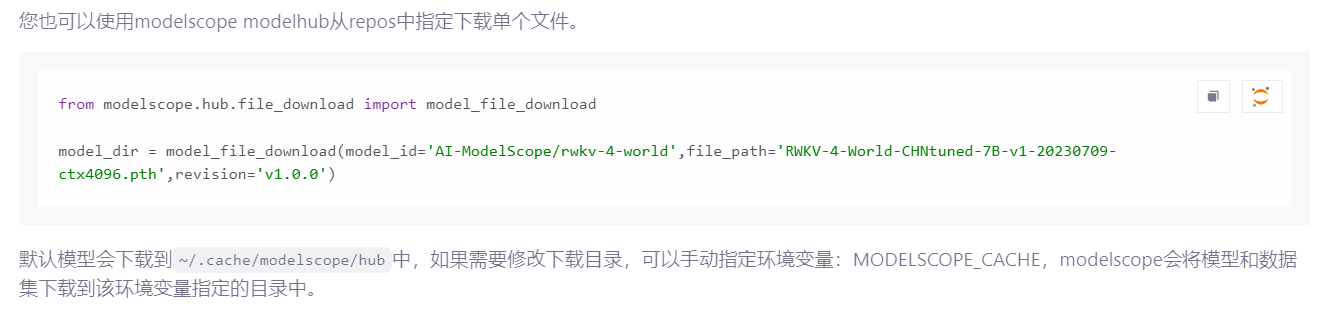 您也可以使用modelscope modelhub从repos中指定下载单个文件。
from modelscope.hub.file_download import model_file_download
model_dir = model_file_download(model_id='AI-ModelScope/rwkv-4-world',file_path='RWKV-4-World-CHNtuned-7B-v1-20230709-
ctx4096.pth',revision='v1.0.0')
默认模型会下载到~/.cache/modelscope/hub中，如果需要修改下载目录，可以手动指定环境变量：MODELSCOPE_CACHE，modelscope会将模型和数据
集下载到该环境变量指定的目录中。